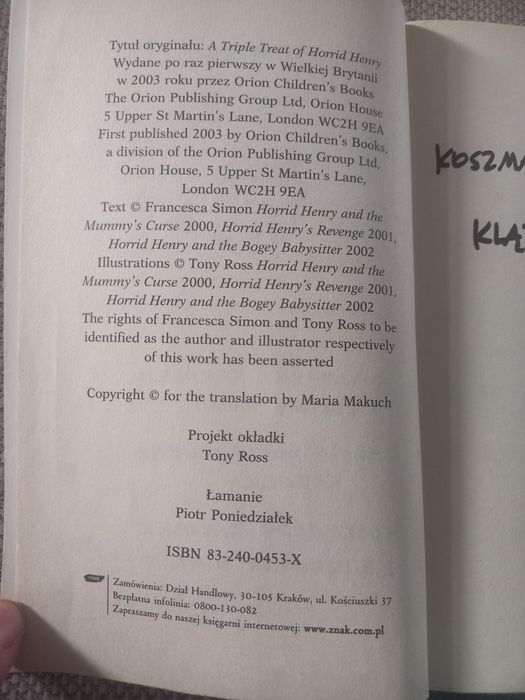 Tytuł oryginału: A Triple Treat of Horrid Henry
Wydane po raz pierwszy w Wielkiej Brytanii
w 2003 roku przez Orion Children's Books
The Orion Publishing Group Ltd, Orion House
5 Upper St Martin's Lane, London WC2H 9EA
First published 2003 by Orion Children's Books,
a division of the Orion Publishing Group Ltd,
Orion House, 5 Upper St Martin's Lane,
London WC2H 9EA
Text © Francesca Simon Horrid Henry and the
Mummy's Curse 2000, Horrid Henry's Revenge 2001,
Horrid Henry and the Bogey Babysitter 2002
Illustrations © Tony Ross Horrid Henry and the
Mummy's Curse 2000, Horrid Henry's Revenge 2001,
Horrid Henry and the Bogey Babysitter 2002
The rights of Francesca Simon and Tony Ross to be
identified as the author and illustrator respectively
of this work has been asserted
Copyright © for the translation by Maria Makuch
Projekt okładki
Tony Ross
Łamanie
Piotr Poniedziałek
ISBN 83-240-0453-X
Zamówienia: Dział Handlowy, 30-105 Kraków, ul. Kościuszki 37
Bezpłatna infolinia: 0800-130-082
Zapraszamy do naszej księgarni internetowej: www.znak.com.pl